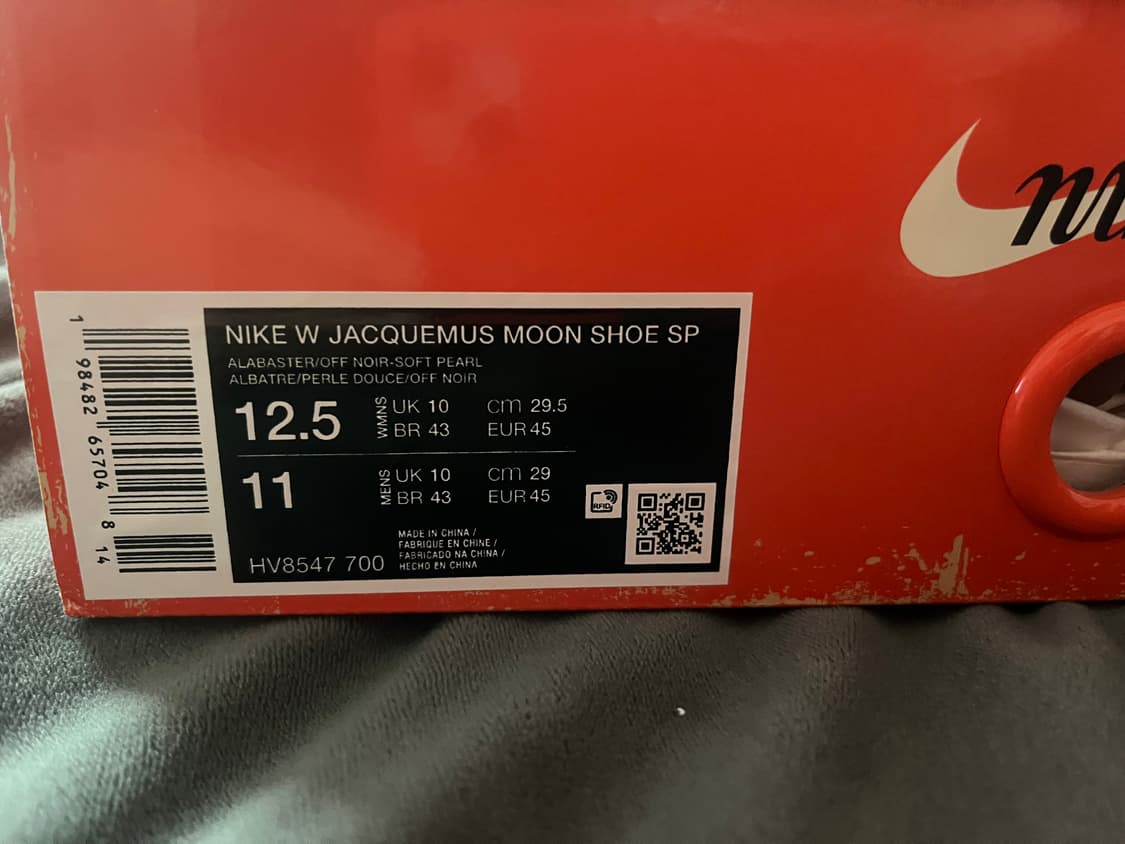 NIKE W JACQUEMUS MOON SHOE SP
ALABASTER/OFF NOIR-SOFT PEARL
ALBATRE/PERLE DOUCE/OFF NOIR
12.5 WMNS UK 10 cm 29.5
BR 43 EUR 45
11 MENS UK 10 cm 29
BR 43 EUR 45
RFID
MADE IN CHINA /
FABRIQUE EN CHINE /
FABRICADO NA CHINA /
HECHO EN CHINA
HV8547 700
1 98482 65704 8 14